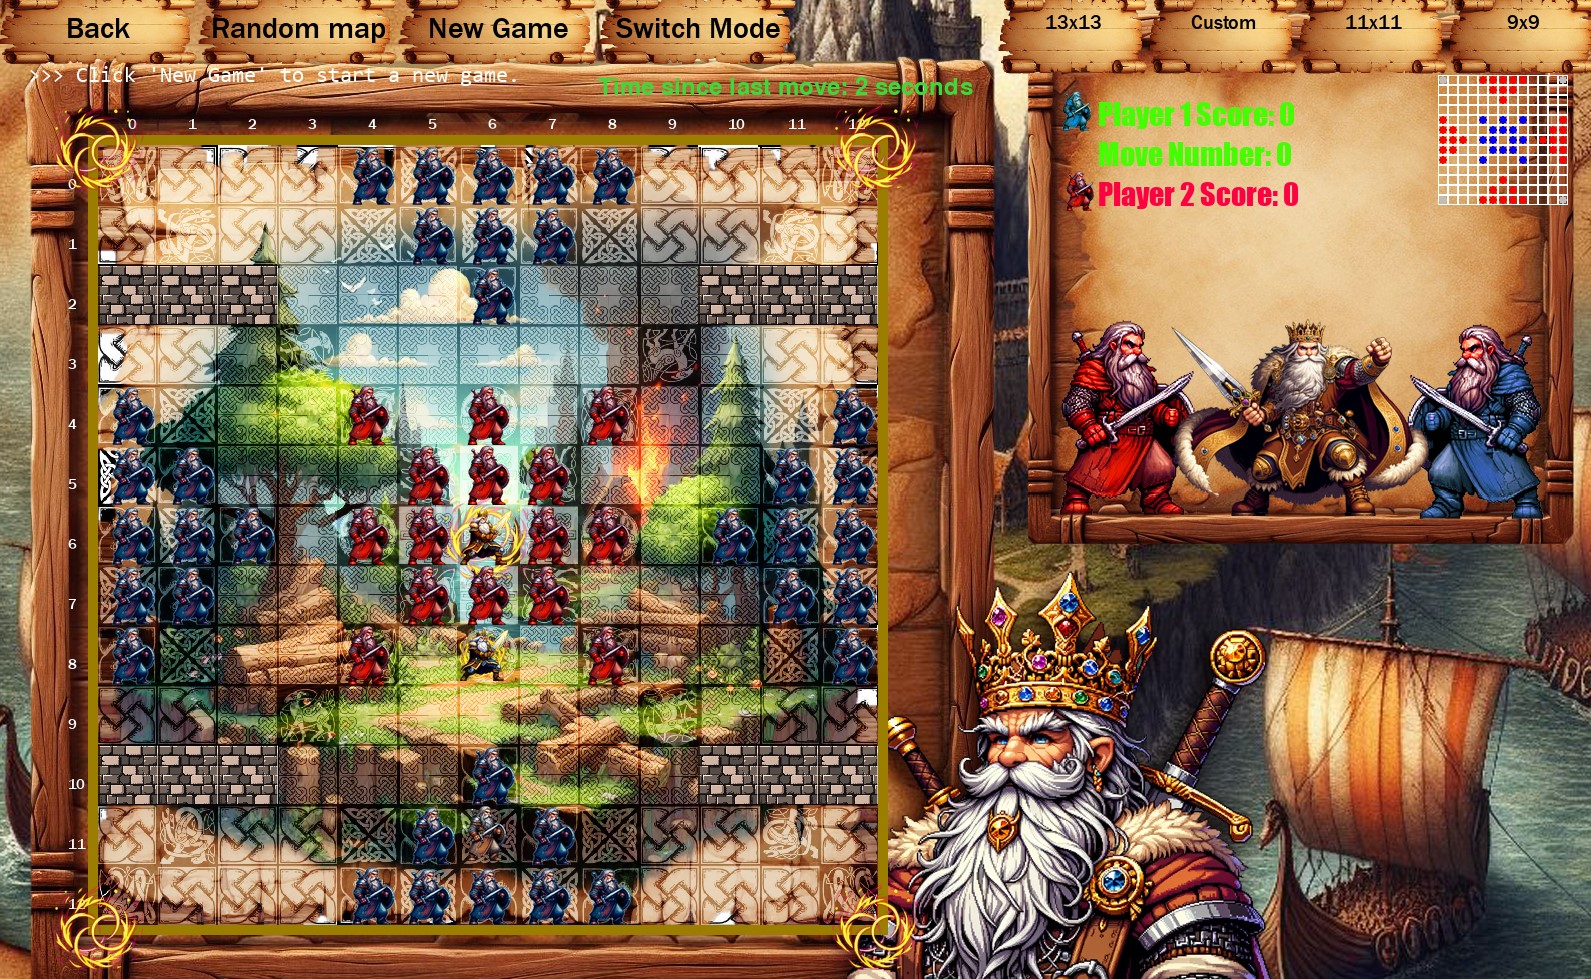 Back
Random map
New Game
Switch Mode
13x13
Custom
11x11
9x9
>>> Click 'New Game' to start a new game.
Time since last move: 2 seconds
Player 1 Score: 0
Move Number: 0
Player 2 Score: 0
0 1 2 3 4 5 6 7 8 9 10 11 12
0
1
2
3
4
5
6
7
8
9
10
11
12